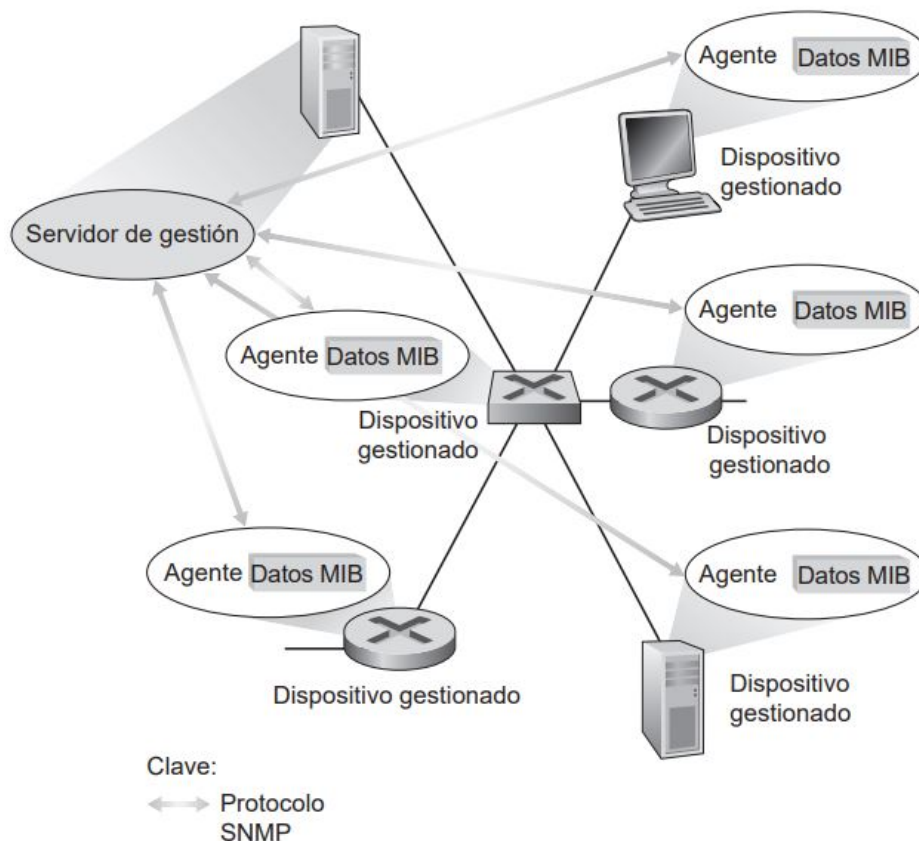 Agente Datos MIB
Dispositivo
gestionado
Servidor de gestión
Agente Datos MIB
Agente Datos MIB
Dispositivo
gestionado
Dispositivo
gestionado
Agente Datos MIB
Agente Datos MIB
Dispositivo gestionado
Dispositivo
gestionado
Clave:
Protocolo
SNMP